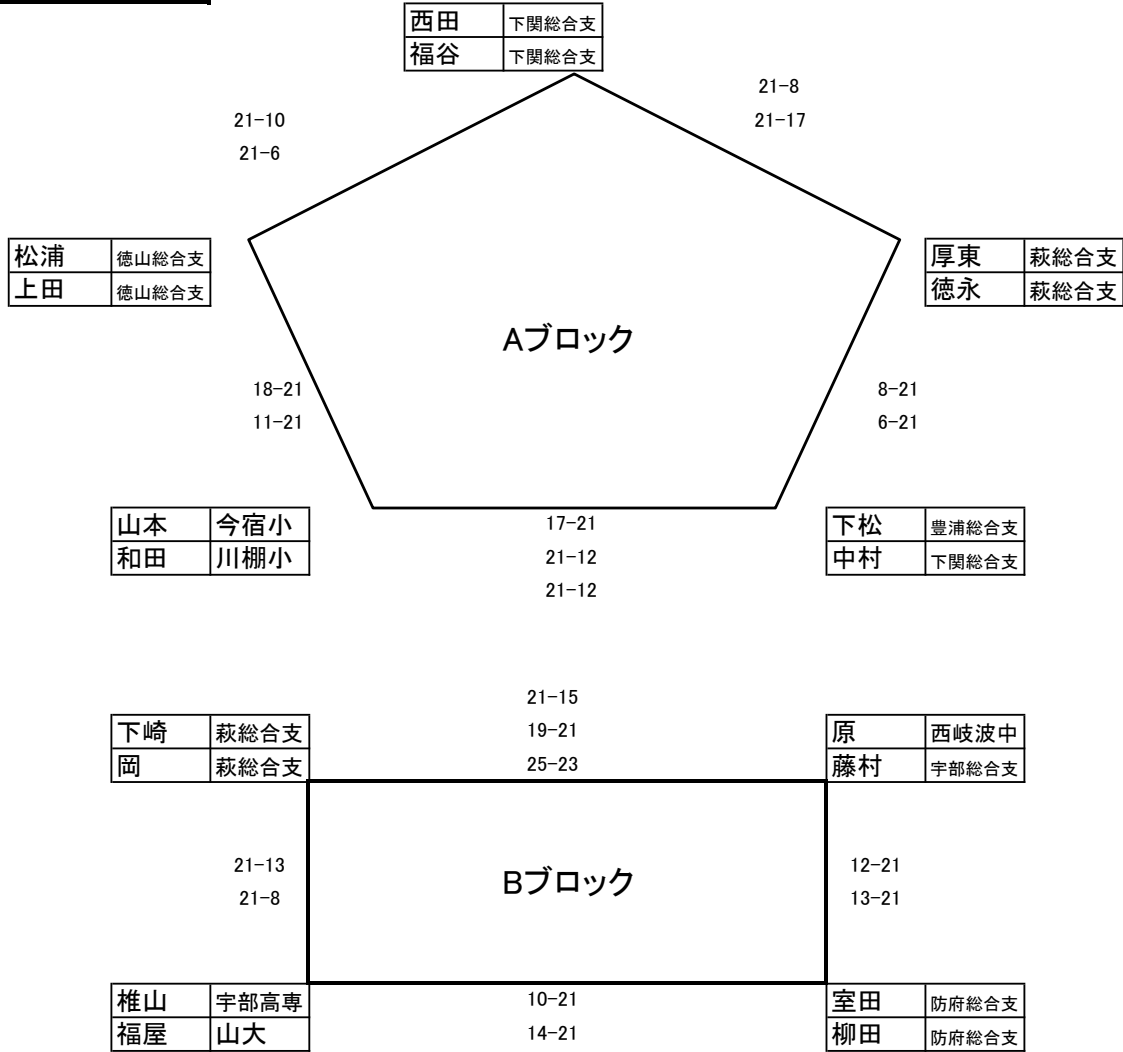 西田 下関総合支
福谷 下関総合支
21-8
21-17
21-10
21-6
松浦 徳山総合支
上田 徳山総合支
厚東 萩総合支
徳永 萩総合支
Aブロック
18-21
11-21
8-21
6-21
山本 今宿小
和田 川棚小
17-21
21-12
21-12
下松 豊浦総合支
中村 下関総合支
21-15
19-21
25-23
下崎 萩総合支
岡 萩総合支
原 西岐波中
藤村 宇部総合支
21-13
21-8
Bブロック
12-21
13-21
椎山 宇部高専
福屋 山大
10-21
14-21
室田 防府総合支
柳田 防府総合支